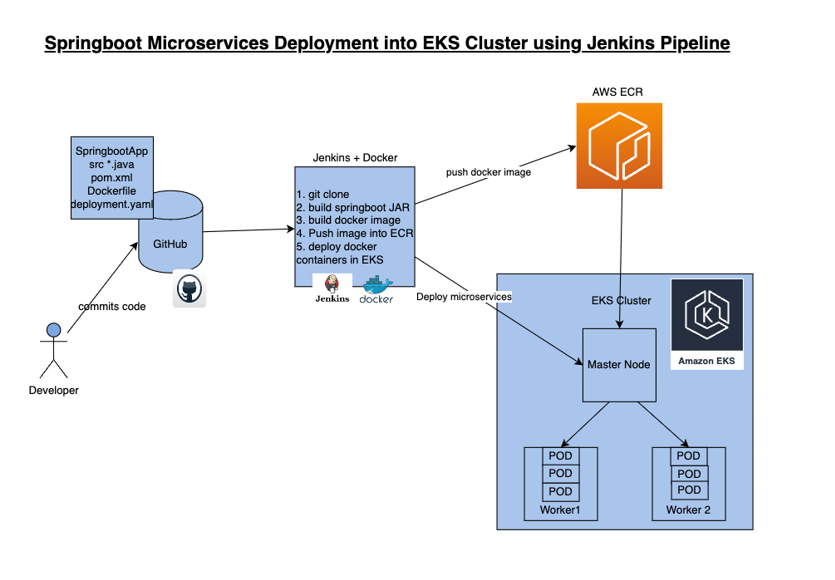 Springboot Microservices Deployment into EKS Cluster using Jenkins Pipeline
AWS ECR
SpringbootApp
src *.java
pom.xml
Dockerfile
deployment.yaml
GitHub
commits code
Developer
Jenkins + Docker
1. git clone
2. build springboot JAR
3. build docker image
4. Push image into ECR
5. deploy docker
containers in EKS
Jenkins
docker
push docker image
Deploy microservices
EKS Cluster
K
Amazon EKS
Master Node
POD
POD
POD
Worker1
POD
POD
POD
Worker 2